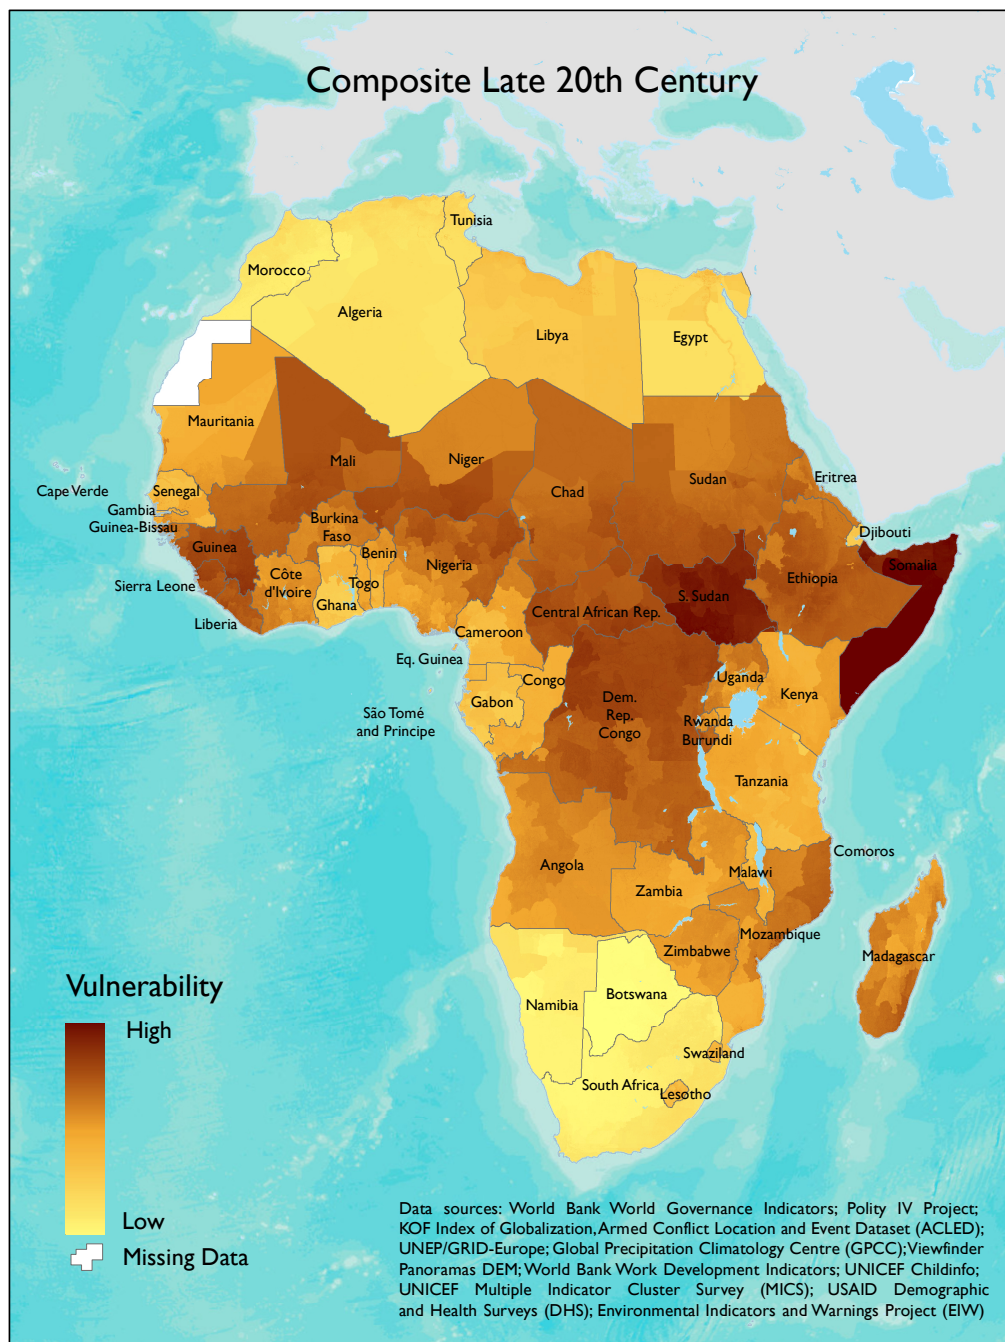 Composite Late 20th Century
Tunisia
Morocco
Algeria
Libya
Egypt
Mauritania
Mali
Niger
Chad
Sudan
Eritrea
Cape Verde
Senegal
Gambia
Guinea-Bissau
Burkina
Faso
Djibouti
Guinea
Benin
Nigeria
Somalia
Ethiopia
Sierra Leone
Côte
d'Ivoire
Togo
Ghana
S. Sudan
Central African Rep.
Liberia
Cameroon
Eq. Guinea
Congo
Uganda
Kenya
Gabon
Dem.
Rep.
Congo
São Tomé
and Principe
Rwanda
Burundi
Tanzania
Comoros
Angola
Malawi
Zambia
Mozambique
Zimbabwe
Madagascar
Namibia
Botswana
Swaziland
South Africa
Lesotho
Vulnerability
High
Low
Missing Data
Data sources: World Bank World Governance Indicators; Polity IV Project;
KOF Index of Globalization, Armed Conflict Location and Event Dataset (ACLED);
UNEP/GRID-Europe; Global Precipitation Climatology Centre (GPCC); Viewfinder
Panoramas DEM; World Bank Work Development Indicators; UNICEF Childinfo;
UNICEF Multiple Indicator Cluster Survey (MICS); USAID Demographic
and Health Surveys (DHS); Environmental Indicators and Warnings Project (EIW)